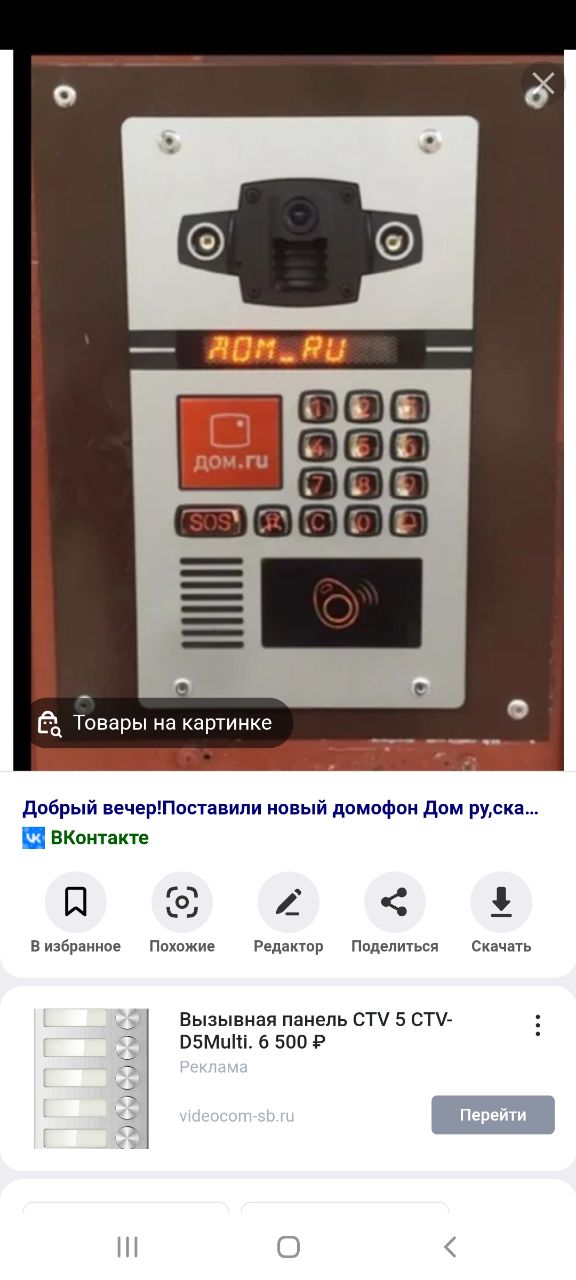 ДОМ_RU
ДОМ.ru
1 2 3
4 5 6
7 8 9
SOS C 0
Товары на картинке
Добрый вечер!Поставили новый домофон Дом ру,ска...
ВКонтакте
В избранное Похожие Редактор Поделиться Скачать
Вызывная панель CTV 5 CTV-
D5Multi. 6 500 ₽
Реклама
videocom-sb.ru
Перейти